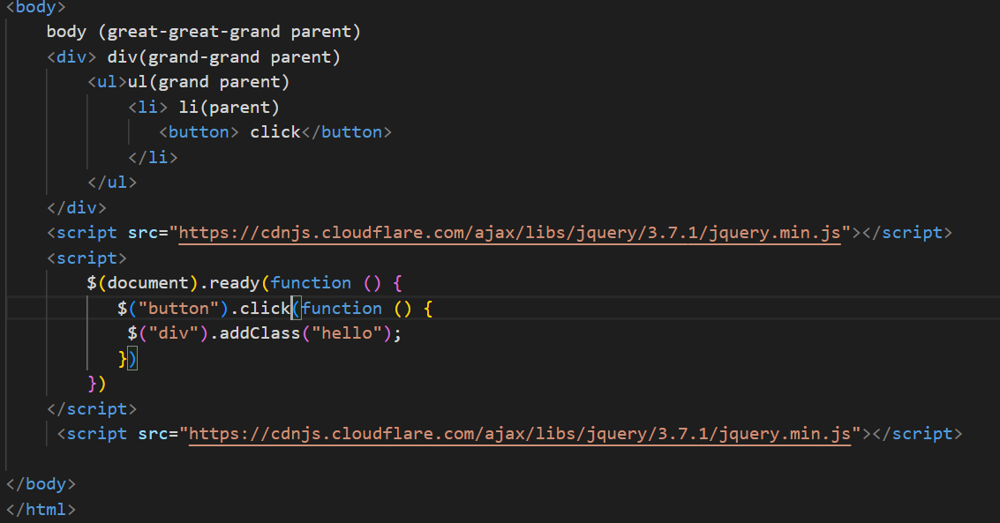 <body>
body (great-great-grand parent)
<div> div(grand-grand parent)
<ul>ul(grand parent)
<li> li(parent)
<button> click</button>
</li>
</ul>
</div>
<script src="https://cdnjs.cloudflare.com/ajax/libs/jquery/3.7.1/jquery.min.js"></script>
<script>
$(document).ready(function () {
$("button").click(function () {
$("div").addClass("hello");
})
})
</script>
<script src="https://cdnjs.cloudflare.com/ajax/libs/jquery/3.7.1/jquery.min.js"></script>
</body>
</html>